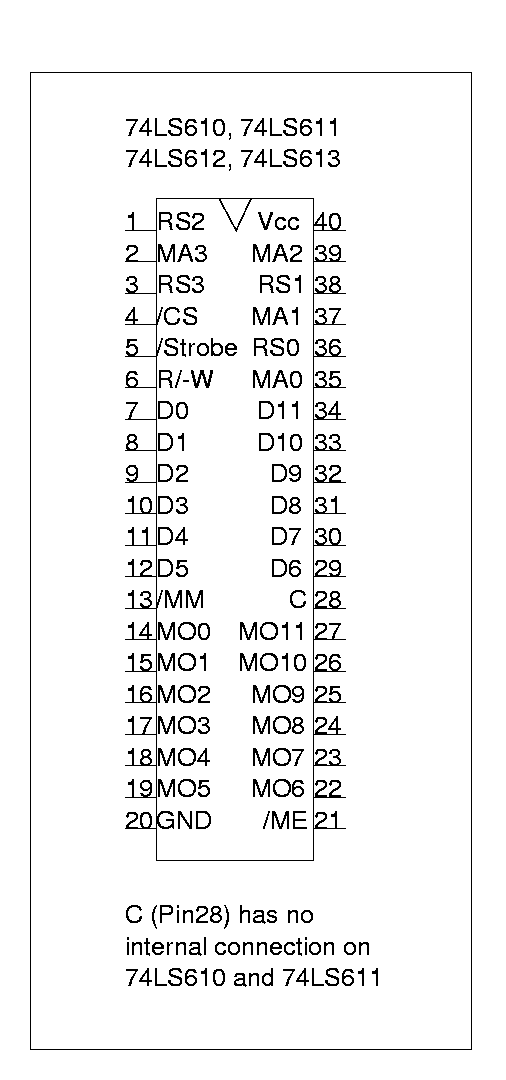 74LS610, 74LS611
74LS612, 74LS613
1 RS2 Vcc 40
2 MA3 MA2 39
3 RS3 RS1 38
4 /CS MA1 37
5 /Strobe RS0 36
6 R/-W MA0 35
7 D0 D11 34
8 D1 D10 33
9 D2 D9 32
10 D3 D8 31
11 D4 D7 30
12 D5 D6 29
13 /MM C 28
14 MO0 MO11 27
15 MO1 MO10 26
16 MO2 MO9 25
17 MO3 MO8 24
18 MO4 MO7 23
19 MO5 MO6 22
20 GND /ME 21
C (Pin28) has no
internal connection on
74LS610 and 74LS611